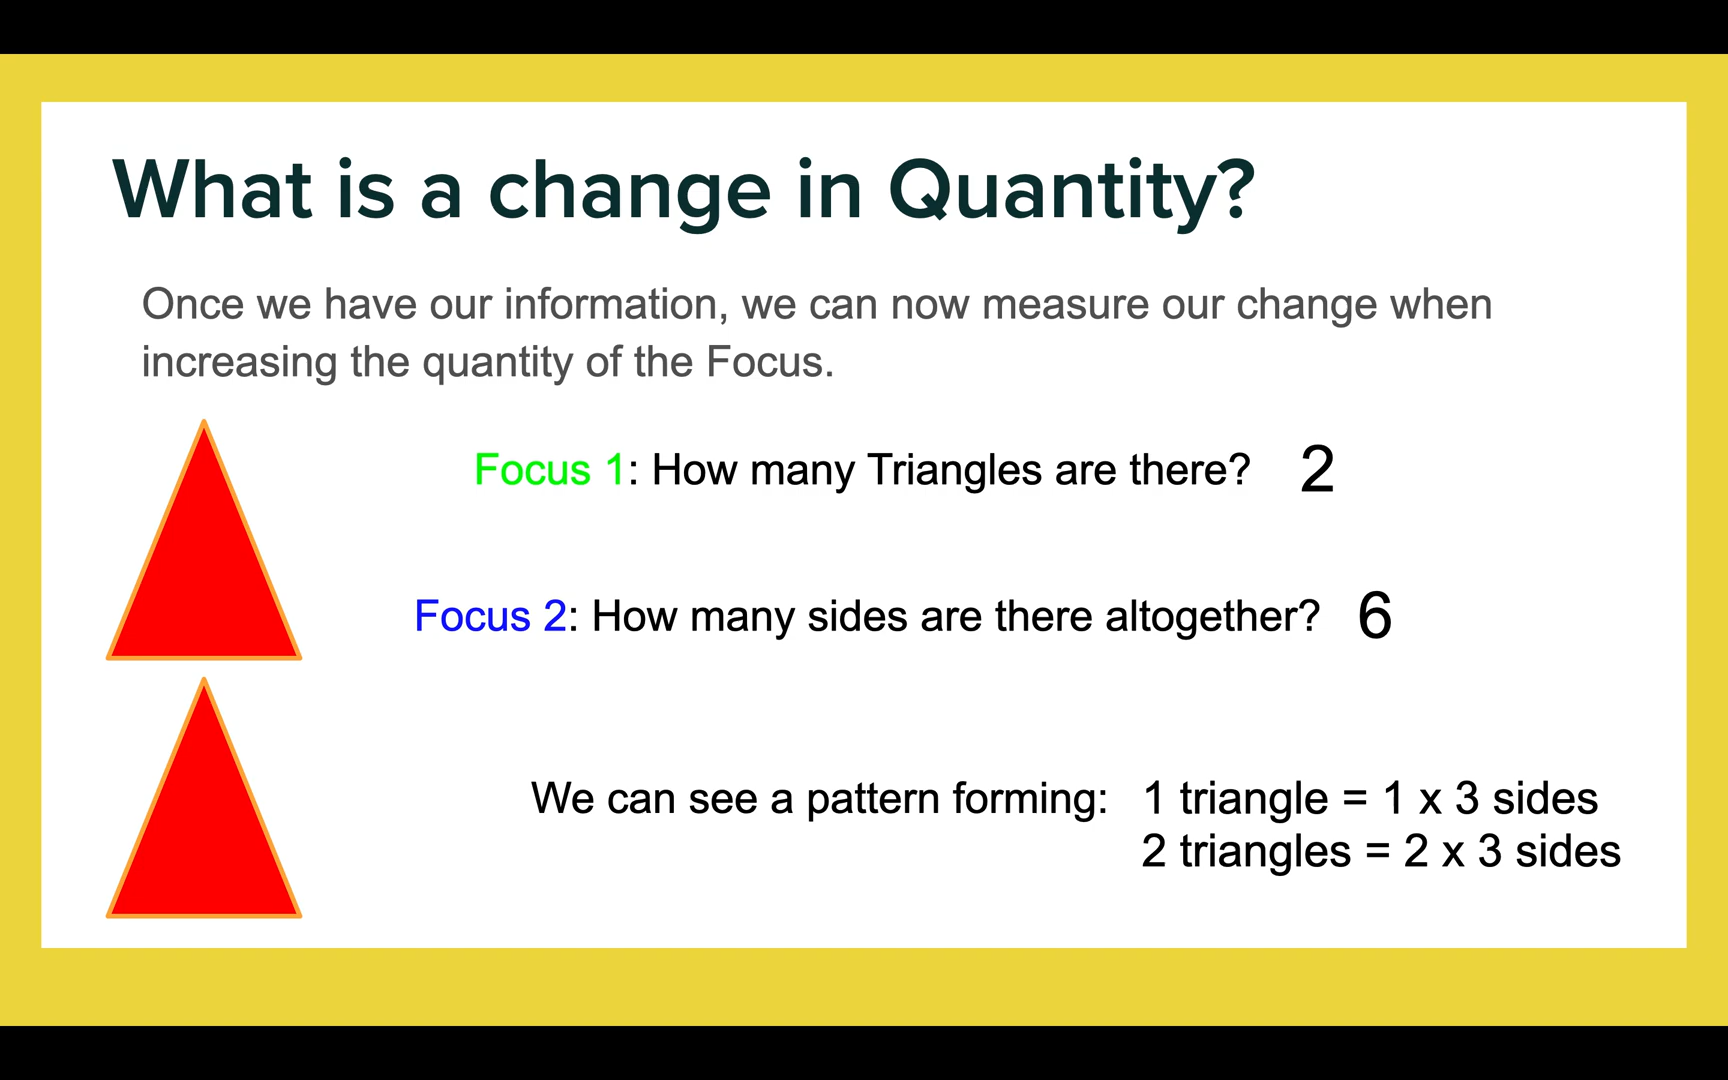 What is a change in Quantity?
Once we have our information, we can now measure our change when
increasing the quantity of the Focus.
Focus 1: How many Triangles are there? 2
Focus 2: How many sides are there altogether? 6
We can see a pattern forming: 1 triangle = 1 x 3 sides
2 triangles = 2 x 3 sides